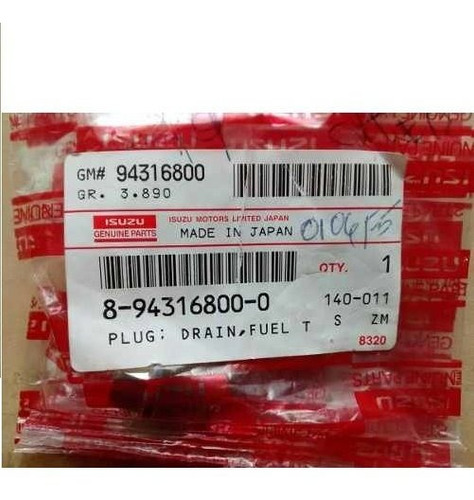 GM# 94316800
GR. 3.890
ISUZU
GENUINE PARTS
ISUZU MOTORS LIMITED JAPAN
MADE IN JAPAN
QTY. 1
8-94316800-0 140-011
PLUG; DRAIN,FUEL T S ZM
8320
ISUZU